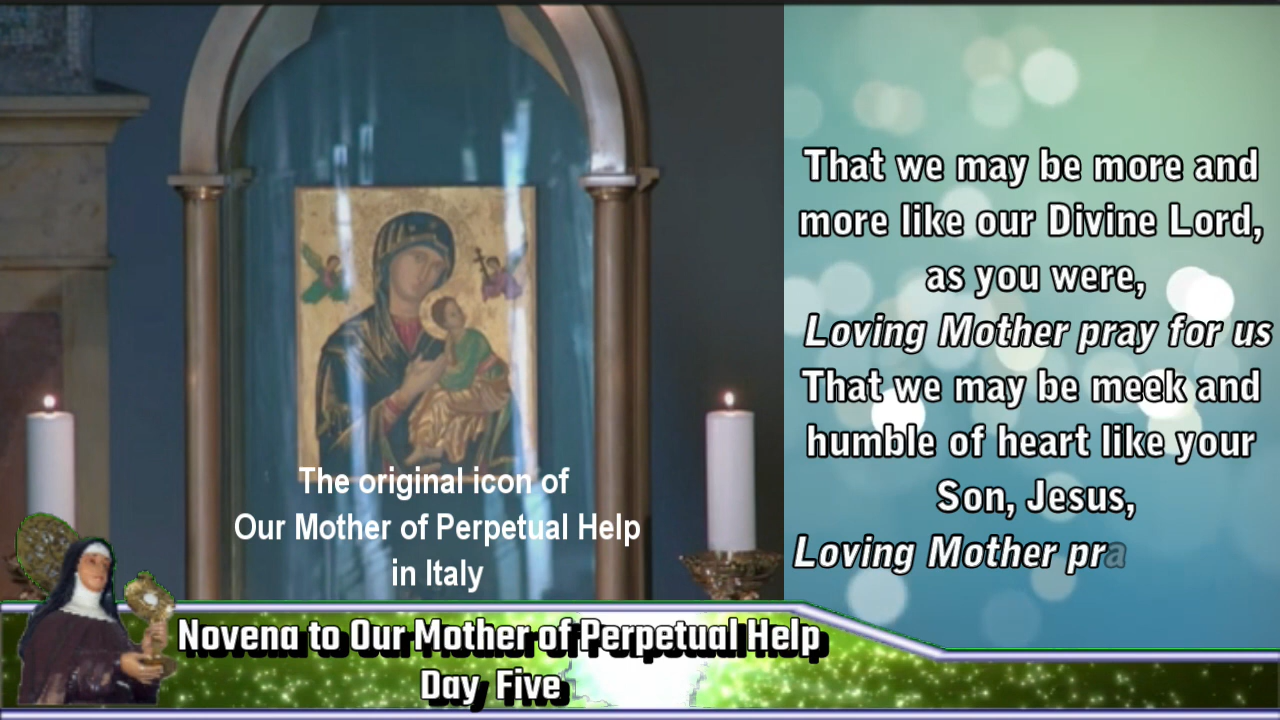 The original icon of
Our Mother of Perpetual Help
in Italy
That we may be more and
more like our Divine Lord,
as you were,
Loving Mother pray for us
That we may be meek and
humble of heart like your
Son, Jesus,
Loving Mother pra
Novena to Our Mother of Perpetual Help
Day Five